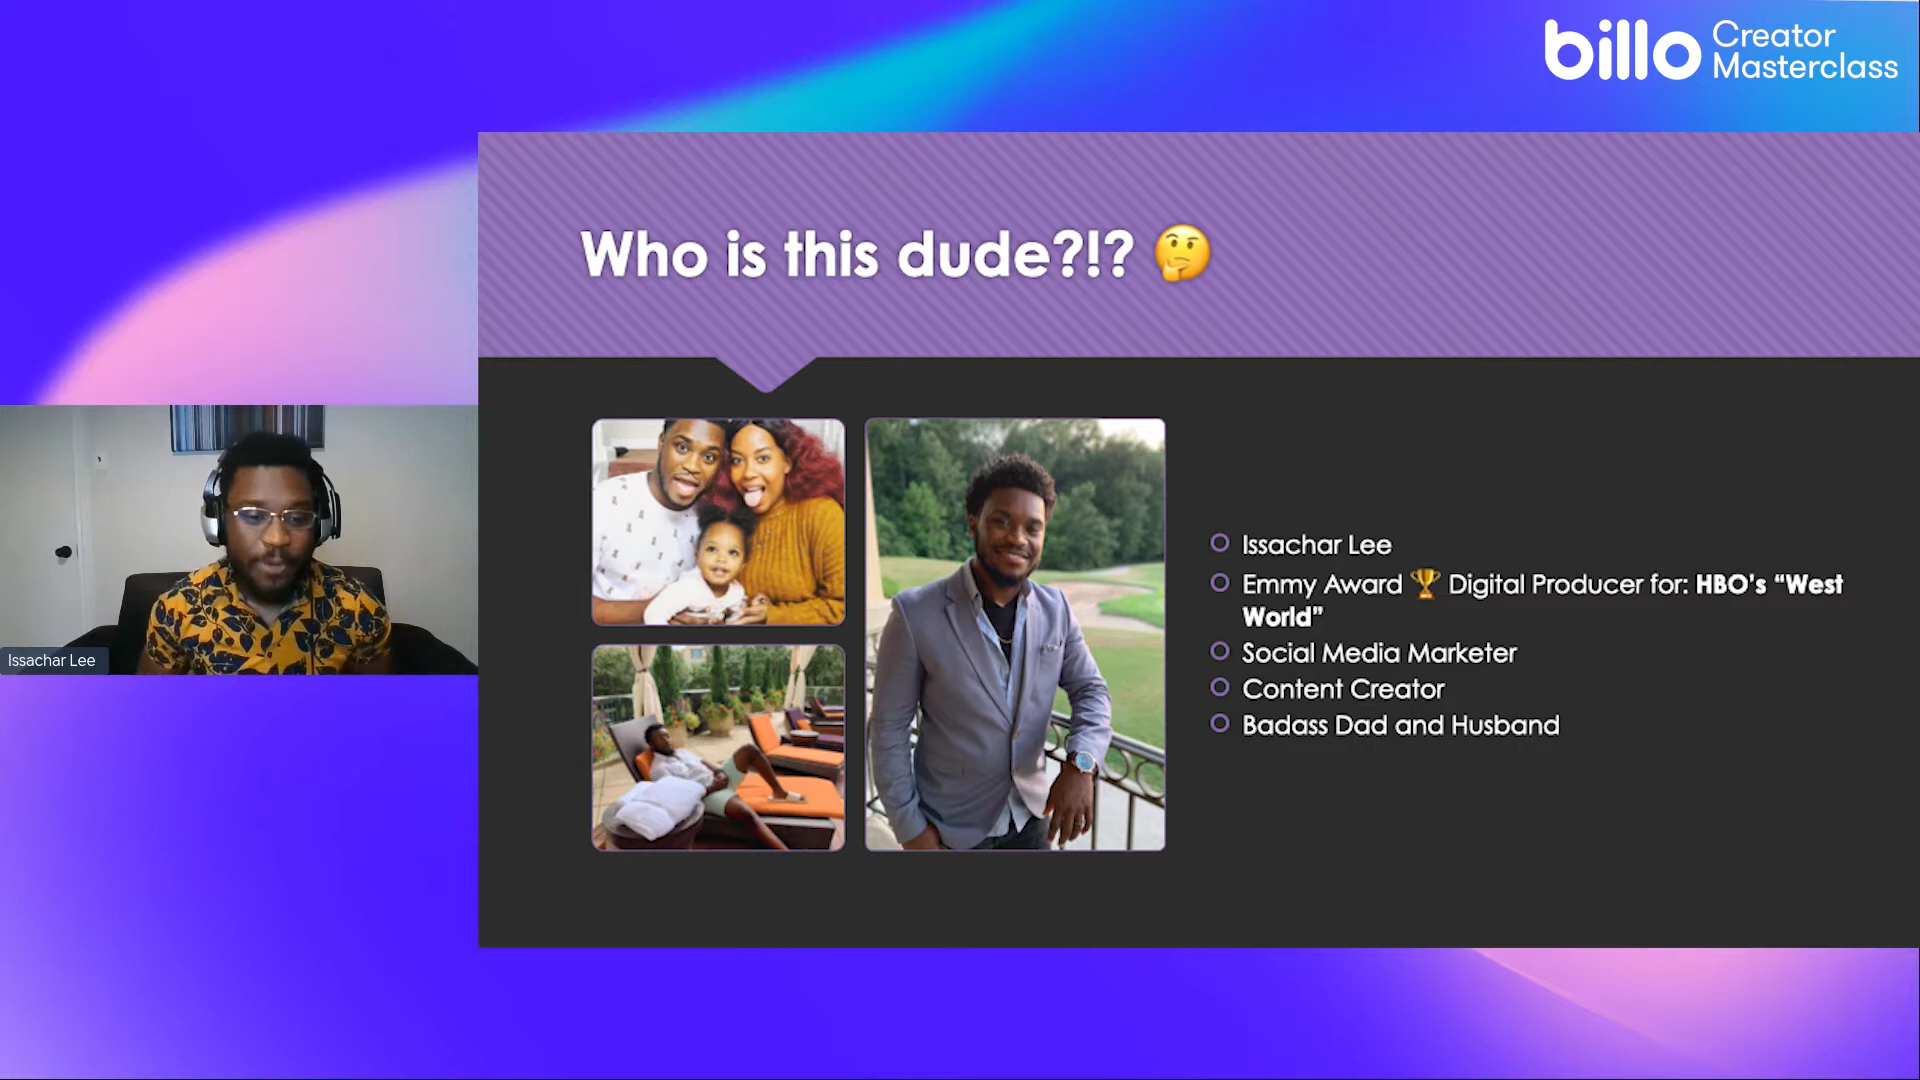 billo Creator
Masterclass
Who is this dude?!? 🤔
Issachar Lee
Emmy Award 🏆 Digital Producer for: HBO's “West
World”
Social Media Marketer
Content Creator
Badass Dad and Husband
Issachar Lee